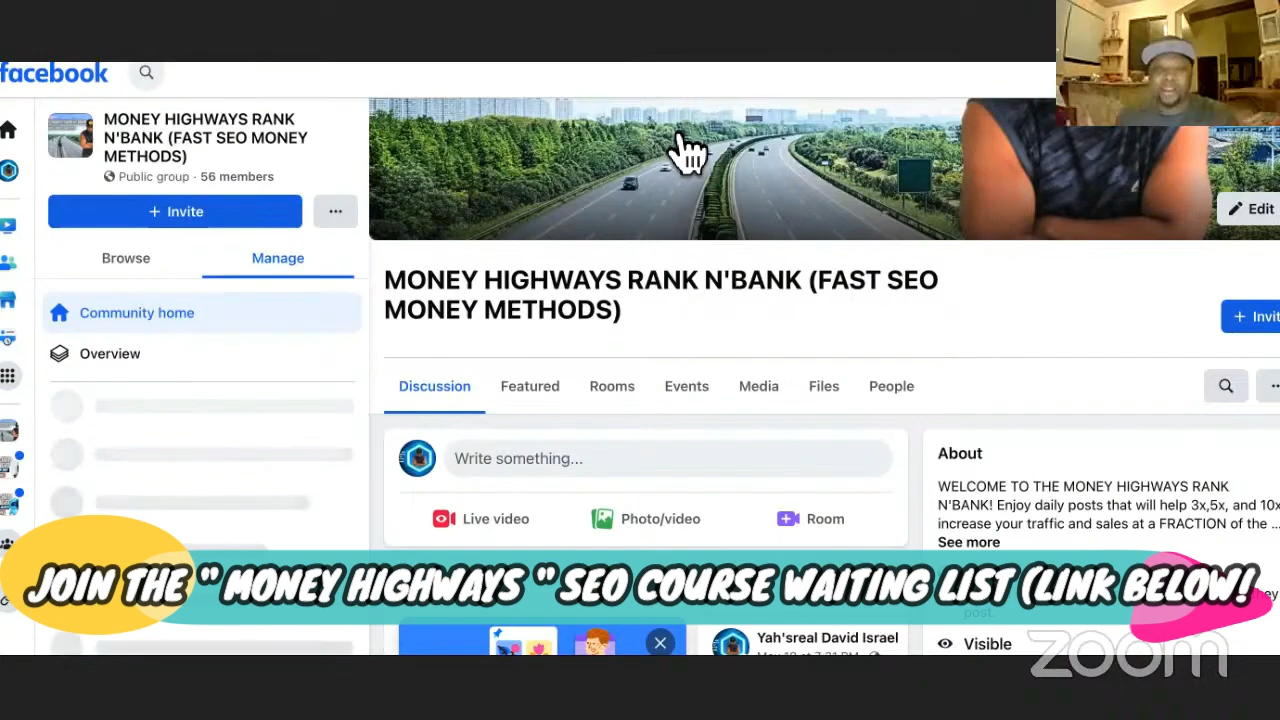 facebook
MONEY HIGHWAYS RANK
N'BANK (FAST SEO MONEY
METHODS)
Public group · 56 members
+ Invite
Browse
Manage
Community home
Overview
Edit
MONEY HIGHWAYS RANK N'BANK (FAST SEO
MONEY METHODS)
+ Invit
Discussion
Featured
Rooms
Events
Media
Files
People
Write something...
Live video
Photo/video
Room
About
WELCOME TO THE MONEY HIGHWAYS RANK
N'BANK! Enjoy daily posts that will help 3x,5x, and 10x
increase your traffic and sales at a FRACTION of the ...
See more
JOIN THE " MONEY HIGHWAYS " SEO COURSE WAITING LIST (LINK BELOW!
post.
Yah'sreal David Israel
Visible
zoom